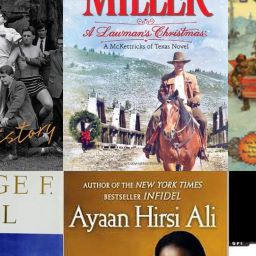 MILLER
A Lawman's Christmas
A McKettricks of Texas Novel
story
GE F.
L
AUTHOR OF THE NEW YORK TIMES
BESTSELLER INFIDEL
Ayaan Hirsi Ali